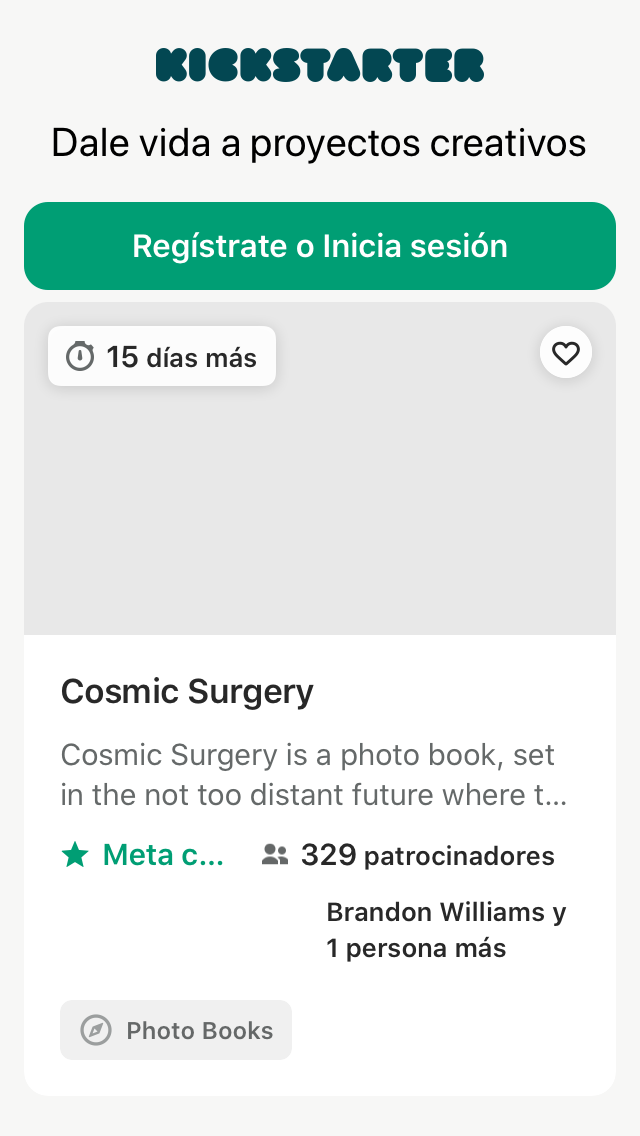 KICKSTARTER
Dale vida a proyectos creativos
Regístrate o Inicia sesión
15 días más
Cosmic Surgery
Cosmic Surgery is a photo book, set
in the not too distant future where t...
Meta c...
329 patrocinadores
Brandon Williams y
1 persona más
Photo Books